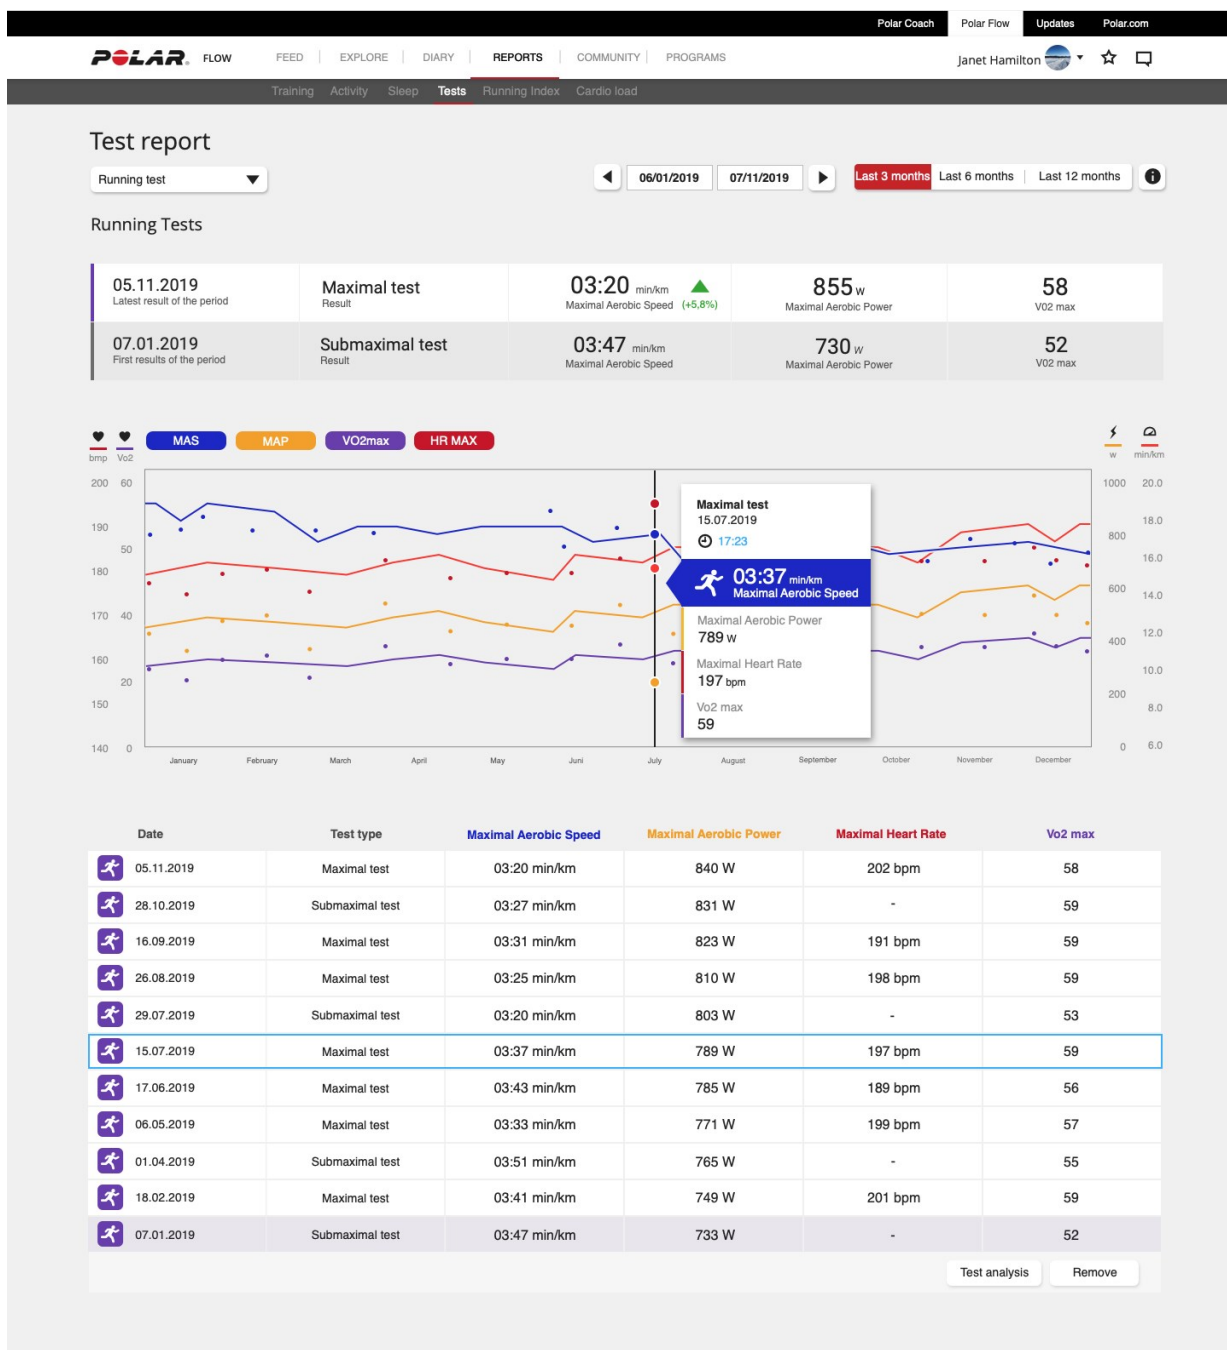 Polar Coach Polar Flow Updates Polar.com
POLAR. FLOW FEED EXPLORE DIARY REPORTS COMMUNITY PROGRAMS Janet Hamilton
Training Activity Sleep Tests Running Index Cardio load
Test report
Running test 06/01/2019 07/11/2019 Last 3 months Last 6 months Last 12 months
Running Tests
05.11.2019 Maximal test 03:20 min/km 855 w 58
Latest result of the period Result Maximal Aerobic Speed (+5,8%) Maximal Aerobic Power V02 max
07.01.2019 Submaximal test 03:47 min/km 730 w 52
First results of the period Result Maximal Aerobic Speed Maximal Aerobic Power V02 max
MAS MAP VO2max HR MAX
bmp Vo2 w min/km
200 60 1000 20.0
Maximal test
15.07.2019
17:23
190 18.0
50 800
180 16.0
03:37 min/km
Maximal Aerobic Speed
600 14.0
170 40
Maximal Aerobic Power
789 w
12.0
400
160 10.0
Maximal Heart Rate
197 bpm
20 200
150 8.0
Vo2 max
59
140 0 0 6.0
January February March April May Juni July August September October November December
Date Test type Maximal Aerobic Speed Maximal Aerobic Power Maximal Heart Rate Vo2 max
05.11.2019 Maximal test 03:20 min/km 840 W 202 bpm 58
28.10.2019 Submaximal test 03:27 min/km 831 W - 59
16.09.2019 Maximal test 03:31 min/km 823 W 191 bpm 59
26.08.2019 Maximal test 03:25 min/km 810 W 198 bpm 59
29.07.2019 Submaximal test 03:20 min/km 803 W - 53
15.07.2019 Maximal test 03:37 min/km 789 W 197 bpm 59
17.06.2019 Maximal test 03:43 min/km 785 W 189 bpm 56
06.05.2019 Maximal test 03:33 min/km 771 W 199 bpm 57
01.04.2019 Submaximal test 03:51 min/km 765 W - 55
18.02.2019 Maximal test 03:41 min/km 749 W 201 bpm 59
07.01.2019 Submaximal test 03:47 min/km 733 W - 52
Test analysis Remove